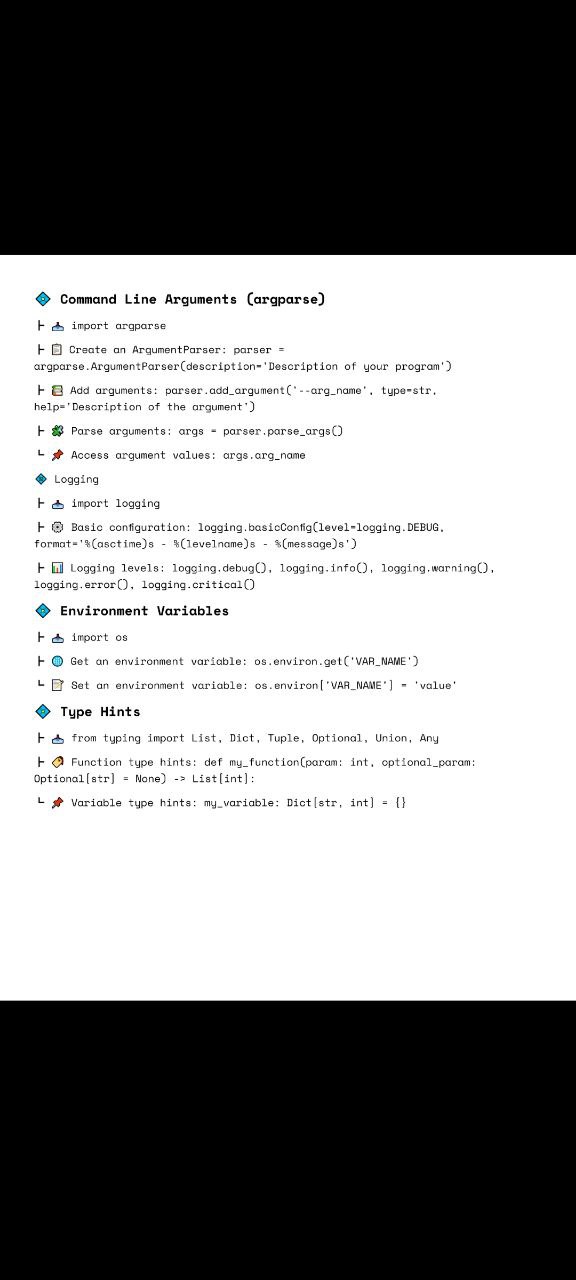 💠 Command Line Arguments (argparse)
┣ 📥 import argparse
┣ 📋 Create an ArgumentParser: parser =
argparse.ArgumentParser(description='Description of your program')
┣ 📚 Add arguments: parser.add_argument('--arg_name', type=str,
help='Description of the argument')
┣ 🧩 Parse arguments: args = parser.parse_args()
┗ 📌 Access argument values: args.arg_name
💠 Logging
┣ 📥 import logging
┣ ⚙️ Basic configuration: logging.basicConfig(level=logging.DEBUG,
format='%(asctime)s - %(levelname)s - %(message)s')
┣ 📊 Logging levels: logging.debug(), logging.info(), logging.warning(),
logging.error(), logging.critical()
💠 Environment Variables
┣ 📥 import os
┣ 🌐 Get an environment variable: os.environ.get('VAR_NAME')
┗ 📝 Set an environment variable: os.environ['VAR_NAME'] = 'value'
💠 Type Hints
┣ 📥 from typing import List, Dict, Tuple, Optional, Union, Any
┣ 🏷️ Function type hints: def my_function(param: int, optional_param:
Optional[str] = None) -> List[int]:
┗ 📌 Variable type hints: my_variable: Dict[str, int] = {}